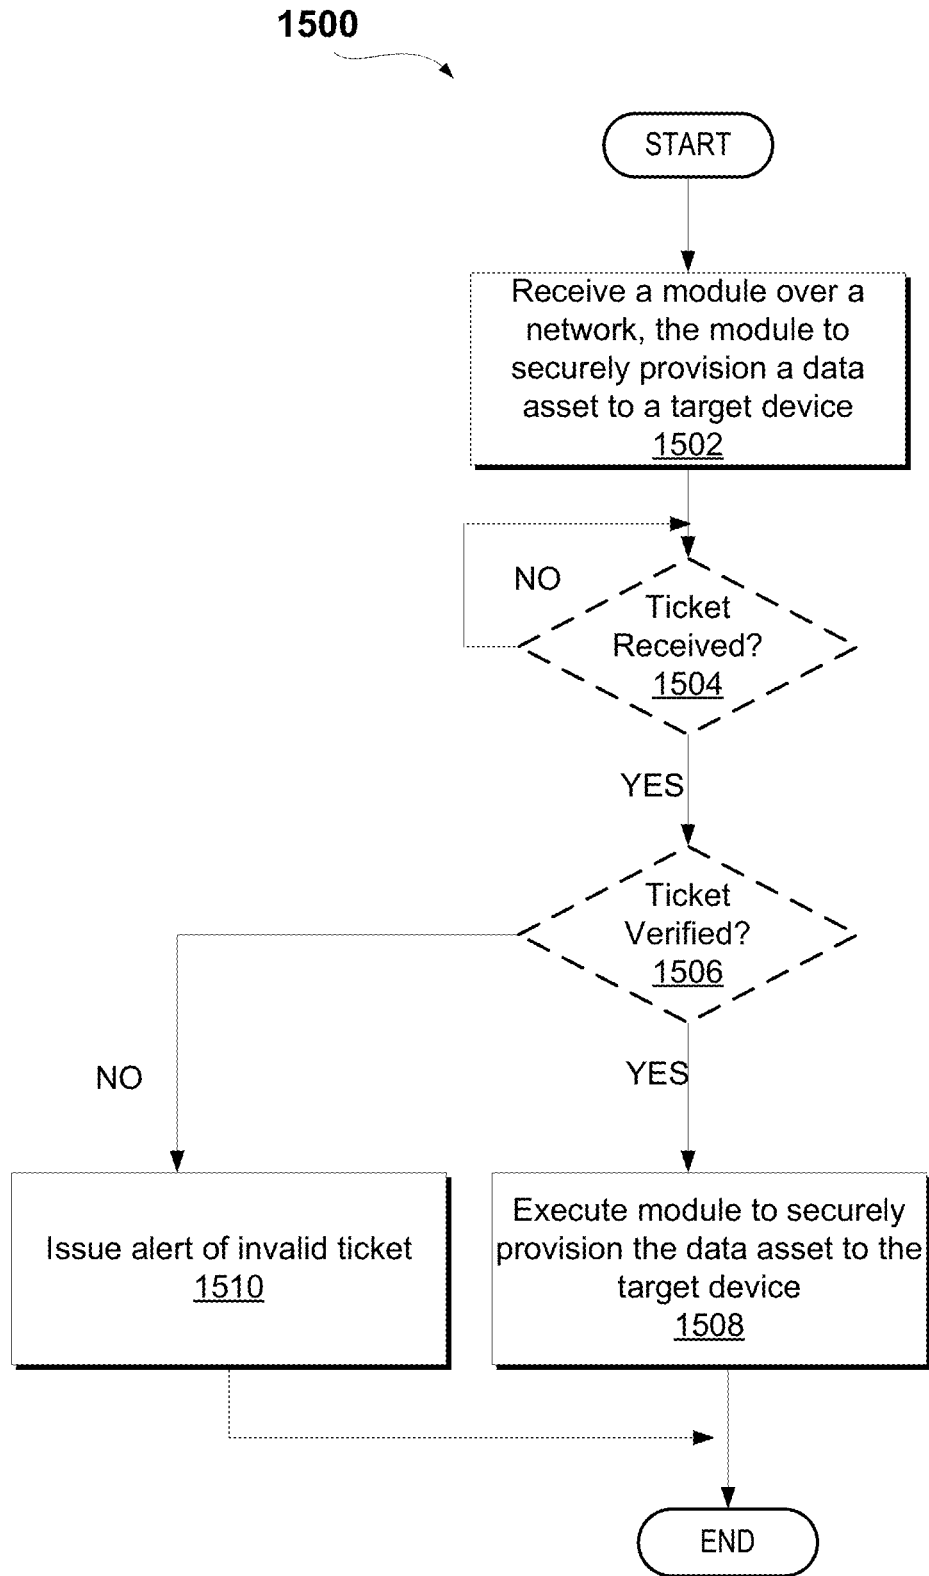 1500
START
Receive a module over a
network, the module to
securely provision a data
asset to a target device
1502
NO
Ticket
Received?
1504
YES
Ticket
Verified?
1506
NO
YES
Issue alert of invalid ticket
1510
Execute module to securely
provision the data asset to the
target device
1508
END